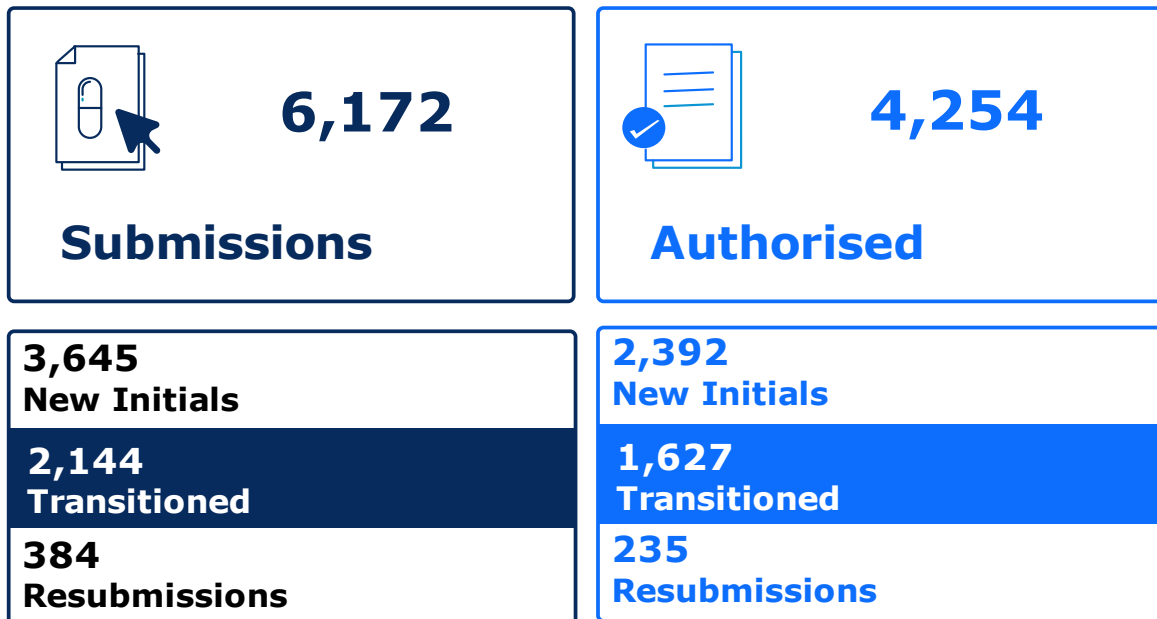 6,172
Submissions
4,254
Authorised
3,645
New Initials
2,144
Transitioned
384
Resubmissions
2,392
New Initials
1,627
Transitioned
235
Resubmissions